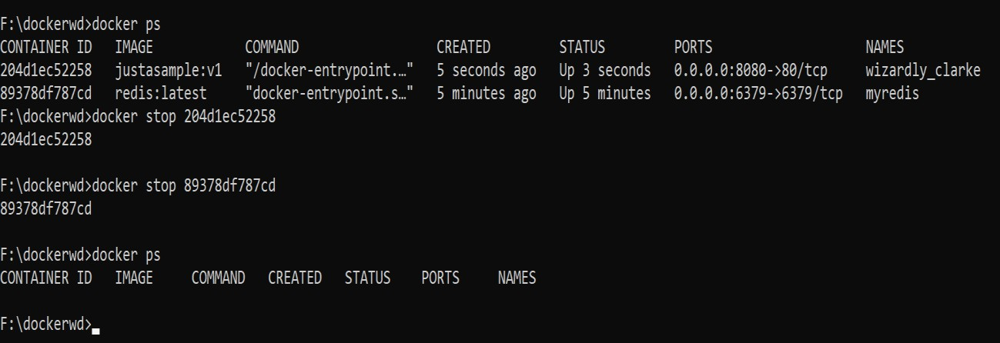 F:\dockerwd>docker ps
CONTAINER ID   IMAGE            COMMAND                  CREATED         STATUS         PORTS                    NAMES
204d1ec52258   justasample:v1   "/docker-entrypoint.…"   5 seconds ago   Up 3 seconds   0.0.0.0:8080->80/tcp     wizardly_clarke
89378df787cd   redis:latest     "docker-entrypoint.s…"   5 minutes ago   Up 5 minutes   0.0.0.0:6379->6379/tcp   myredis
F:\dockerwd>docker stop 204d1ec52258
204d1ec52258
F:\dockerwd>docker stop 89378df787cd
89378df787cd
F:\dockerwd>docker ps
CONTAINER ID   IMAGE     COMMAND   CREATED   STATUS    PORTS     NAMES
F:\dockerwd>